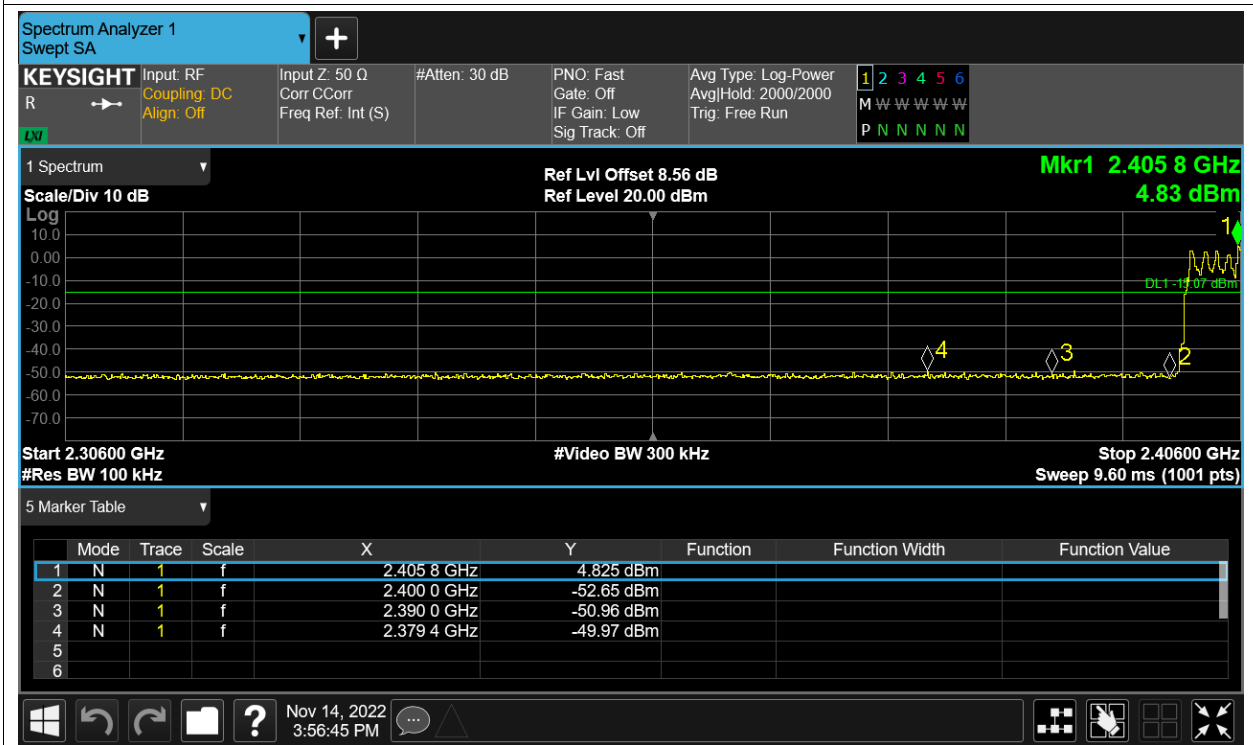 Spectrum Analyzer 1
Swept SA
KEYSIGHT Input: RF Input Z: 50 Ω #Atten: 30 dB PNO: Fast Avg Type: Log-Power 1 2 3 4 5 6
R Coupling: DC Corr CCorr Gate: Off Avg|Hold: 2000/2000 M W W W W W
Align: Off Freq Ref: Int (S) IF Gain: Low Trig: Free Run
LXI Sig Track: Off P N N N N N
1 Spectrum Ref Lvl Offset 8.56 dB Mkr1 2.405 8 GHz
Scale/Div 10 dB Ref Level 20.00 dBm 4.83 dBm
Log
1
10.0
0.00
-10.0
DL1 -15.07 dBm
-20.0
-30.0
-40.0 4 3 2
-50.0
-60.0
-70.0
Start 2.30600 GHz #Video BW 300 kHz Stop 2.40600 GHz
#Res BW 100 kHz Sweep 9.60 ms (1001 pts)
5 Marker Table
Mode Trace Scale X Y Function Function Width Function Value
1 N 1 f 2.405 8 GHz 4.825 dBm
2 N 1 f 2.400 0 GHz -52.65 dBm
3 N 1 f 2.390 0 GHz -50.96 dBm
4 N 1 f 2.379 4 GHz -49.97 dBm
5
6
? Nov 14, 2022
3:56:45 PM